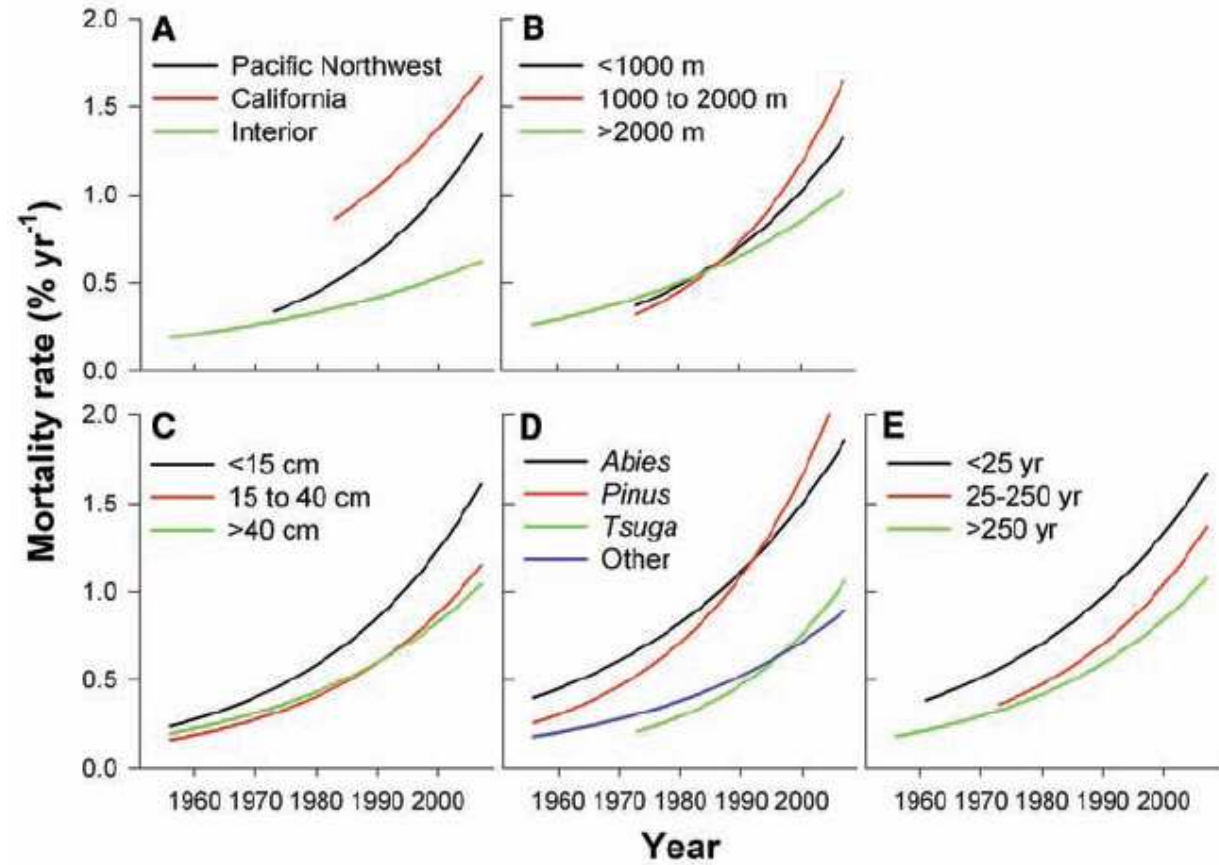 2.0
A
B
Pacific Northwest
<1000 m
1.5
California
1000 to 2000 m
Interior
>2000 m
1.0
0.5
0.0
Mortality rate (% yr-1)
2.0
C
D
E
<15 cm
Abies
<25 yr
1.5
15 to 40 cm
Pinus
25-250 yr
>40 cm
Tsuga
>250 yr
Other
1.0
0.5
0.0
1960 1970 1980 1990 2000
1960 1970 1980 1990 2000
1960 1970 1980 1990 2000
Year